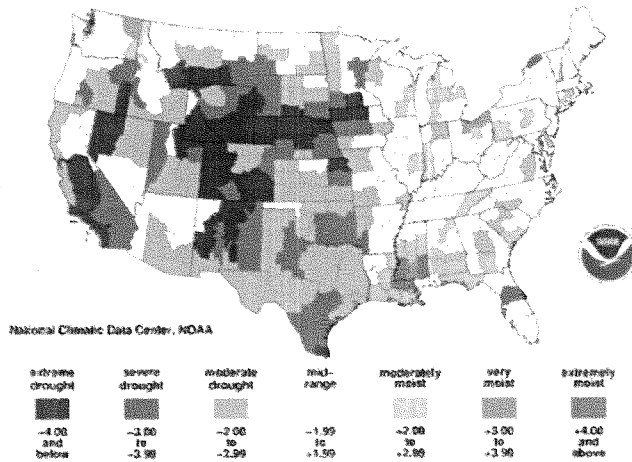 National Climatic Data Center, NOAA
extreme drought
severe drought
moderate drought
mid-range
moderately moist
very moist
extremely moist
-4.00 and below
-3.00 to -3.99
-2.00 to -2.99
-1.99 to +1.99
+2.00 to +2.99
+3.00 to +3.99
+4.00 and above